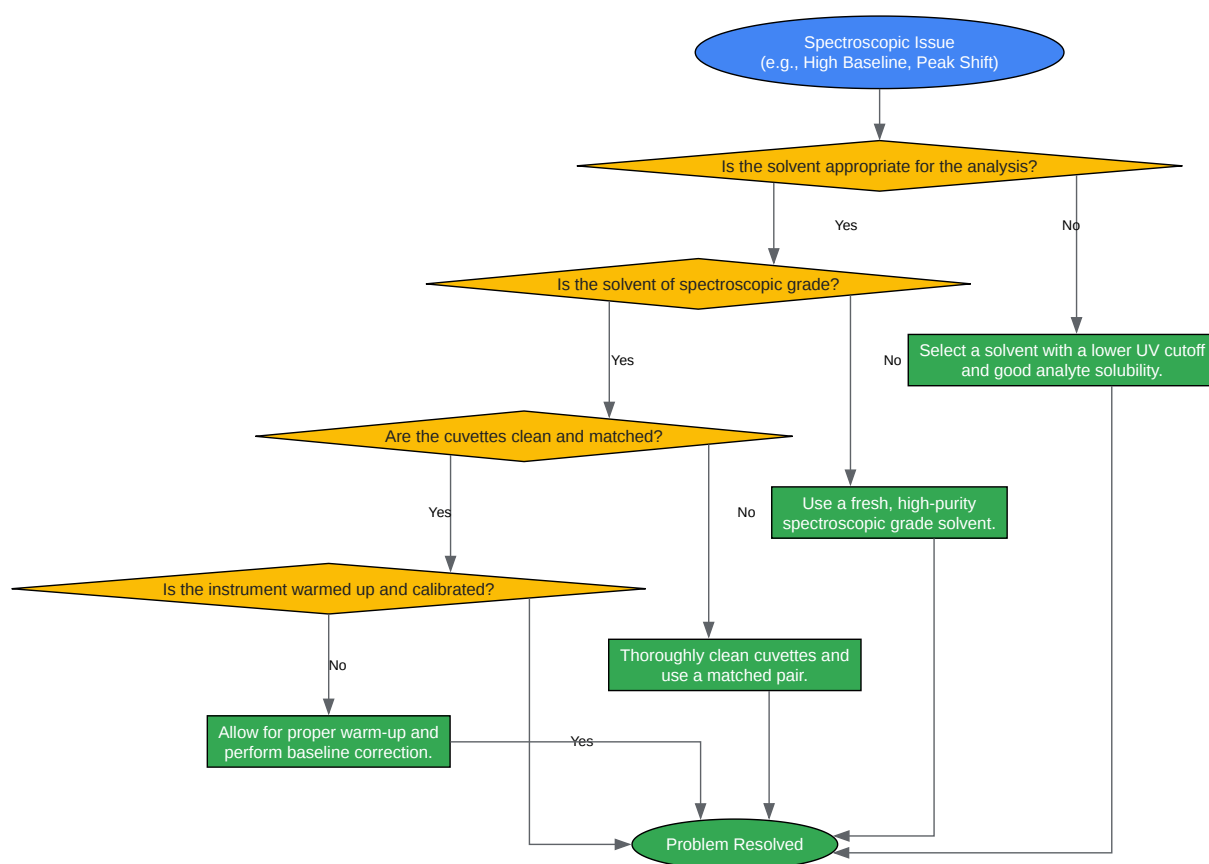 Spectroscopic Issue
(e.g., High Baseline, Peak Shift)
Is the solvent appropriate for the analysis?
Yes
No
Is the solvent of spectroscopic grade?
Yes
No
Select a solvent with a lower UV cutoff
and good analyte solubility.
Are the cuvettes clean and matched?
Yes
No
Use a fresh, high-purity
spectroscopic grade solvent.
Is the instrument warmed up and calibrated?
No
Thoroughly clean cuvettes and
use a matched pair.
Allow for proper warm-up and
perform baseline correction.
Yes
Problem Resolved